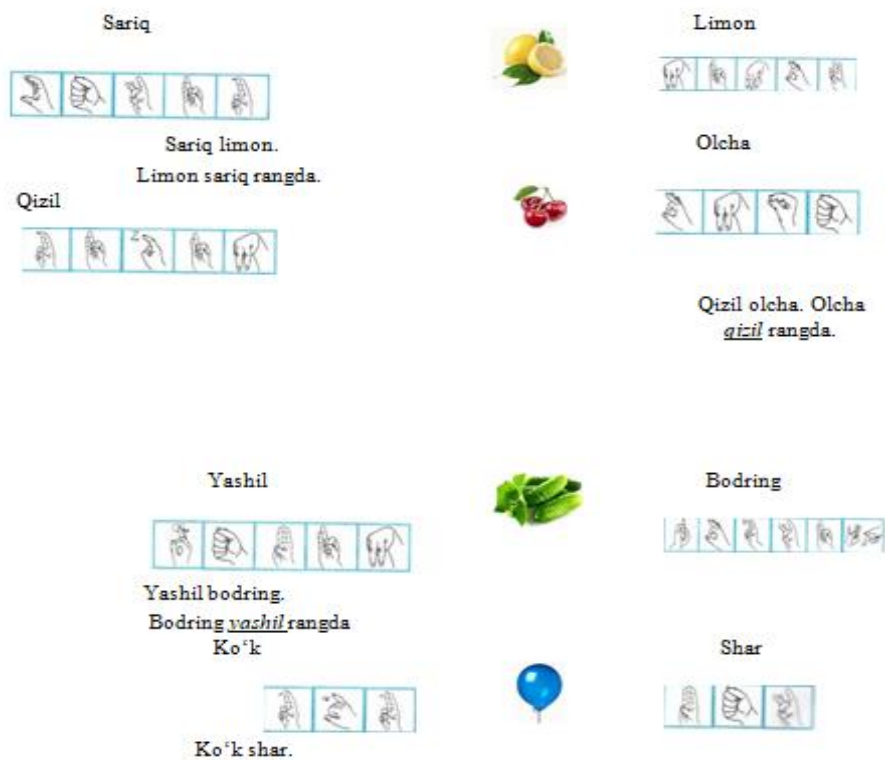 Sariq
Limon
Sariq limon.
Limon sariq rangda.
Olcha
Qizil
Qizil olcha. Olcha
qizil rangda.
Yashil
Bodring
Yashil bodring.
Bodring yashil rangda
Ko‘k
Shar
Ko‘k shar.